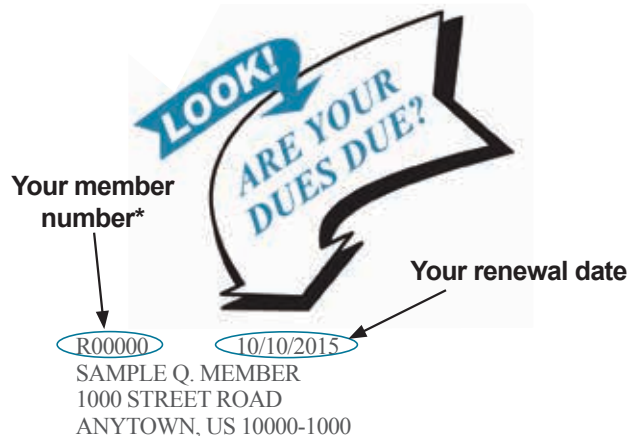 LOOK!
ARE YOUR
DUES DUE?
Your member
number*
Your renewal date
R00000 10/10/2015
SAMPLE Q. MEMBER
1000 STREET ROAD
ANYTOWN, US 10000-1000